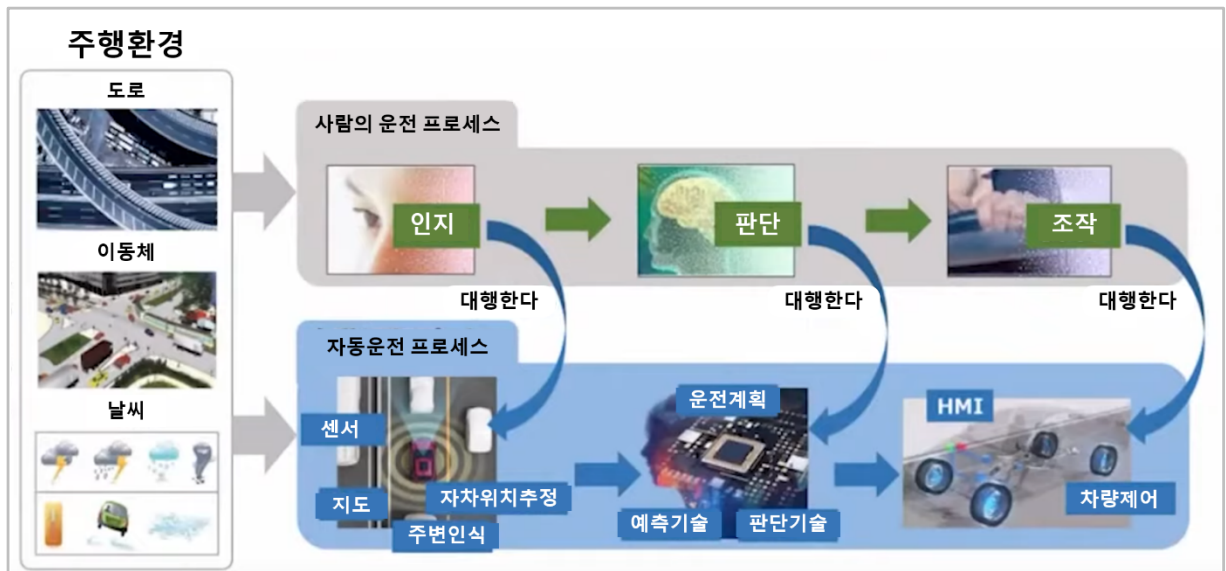 주행환경
도로
이동체
날씨
사람의 운전 프로세스
인지
판단
조작
대행한다
대행한다
대행한다
자동운전 프로세스
센서
지도
자차위치추정
주변인식
운전계획
예측기술
판단기술
HMI
차량제어